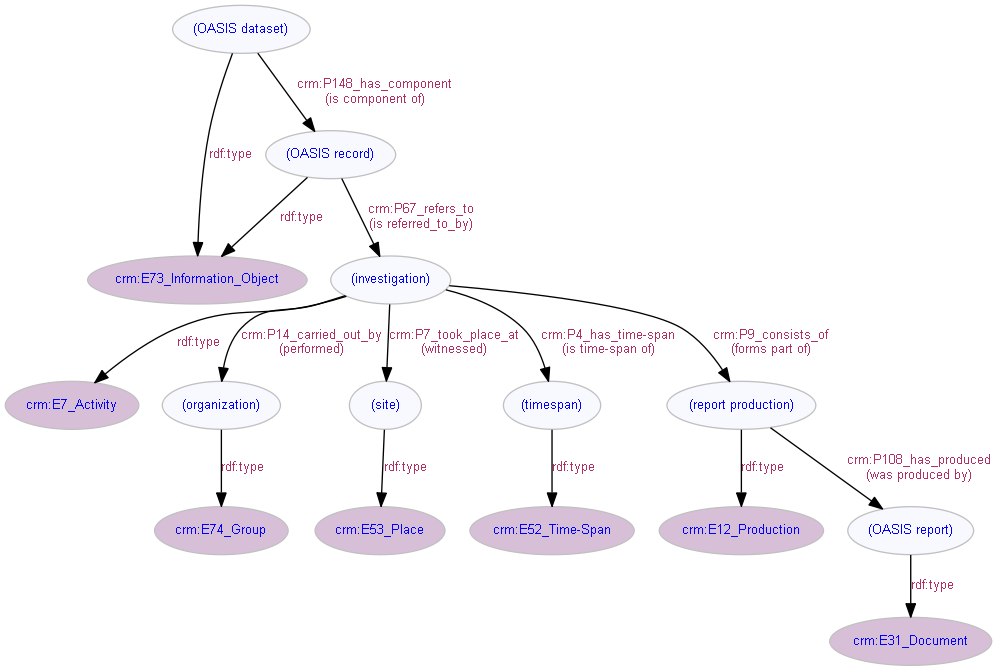 (OASIS dataset)
crm:P148_has_component
(is component of)
rdf:type
(OASIS record)
crm:P67_refers_to
(is referred_to_by)
rdf:type
crm:E73_Information_Object
(investigation)
rdf:type
crm:P14_carried_out_by
(performed)
crm:P7_took_place_at
(witnessed)
crm:P4_has_time-span
(is time-span of)
crm:P9_consists_of
(forms part of)
crm:E7_Activity
(organization)
(site)
(timespan)
(report production)
rdf:type
rdf:type
rdf:type
rdf:type
crm:P108_has_produced
(was produced by)
crm:E74_Group
crm:E53_Place
crm:E52_Time-Span
crm:E12_Production
(OASIS report)
rdf:type
crm:E31_Document